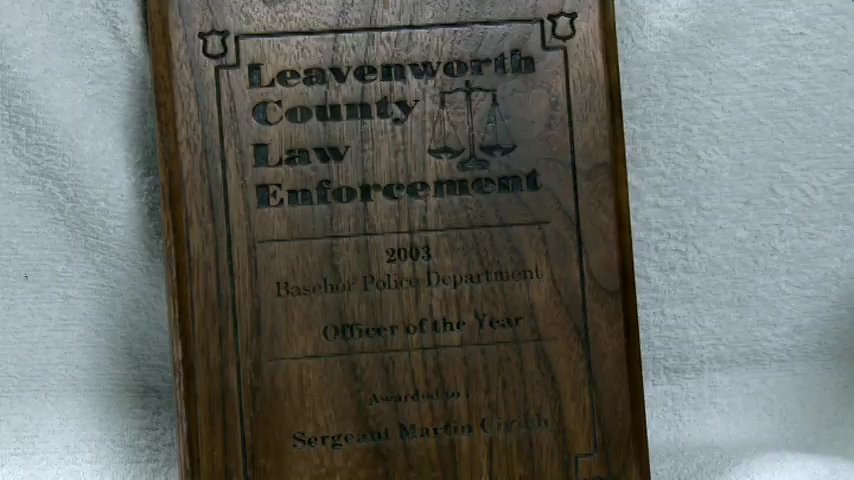 Leavenworth
County
Law
Enforcement
2003
Basehor Police Department
Officer of the Year
Awarded to:
Sergeant Martin